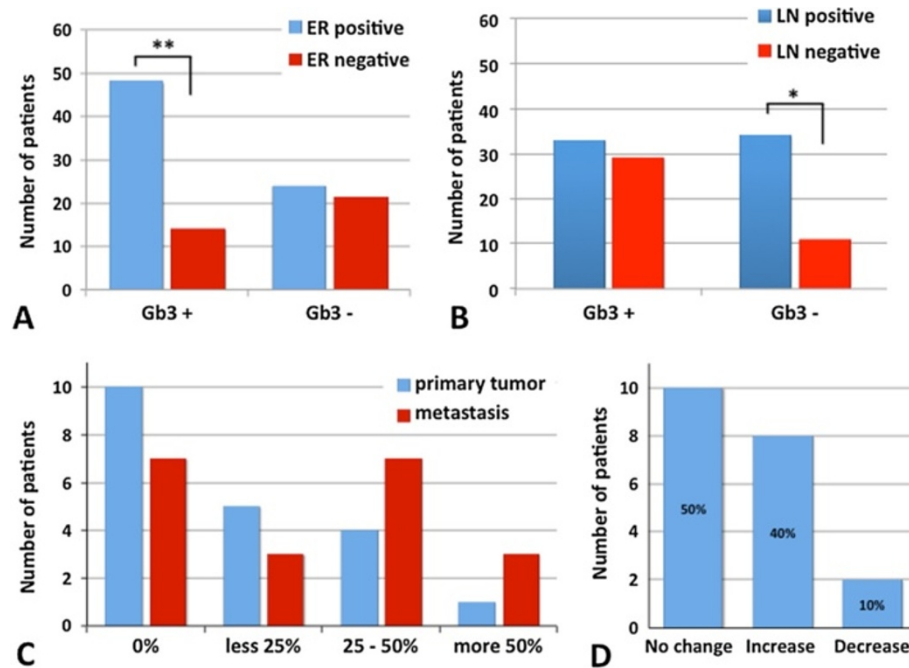 60
50
40
30
20
10
0
Number of patients
**
ER positive
ER negative
Gb3 +
Gb3 -
A
60
50
40
30
20
10
0
Number of patients
*
LN positive
LN negative
Gb3 +
Gb3 -
B
10
8
6
4
2
0
Number of patients
primary tumor
metastasis
0%
less 25%
25 - 50%
more 50%
C
10
8
6
4
2
0
Number of patients
50%
40%
10%
No change
Increase
Decrease
D